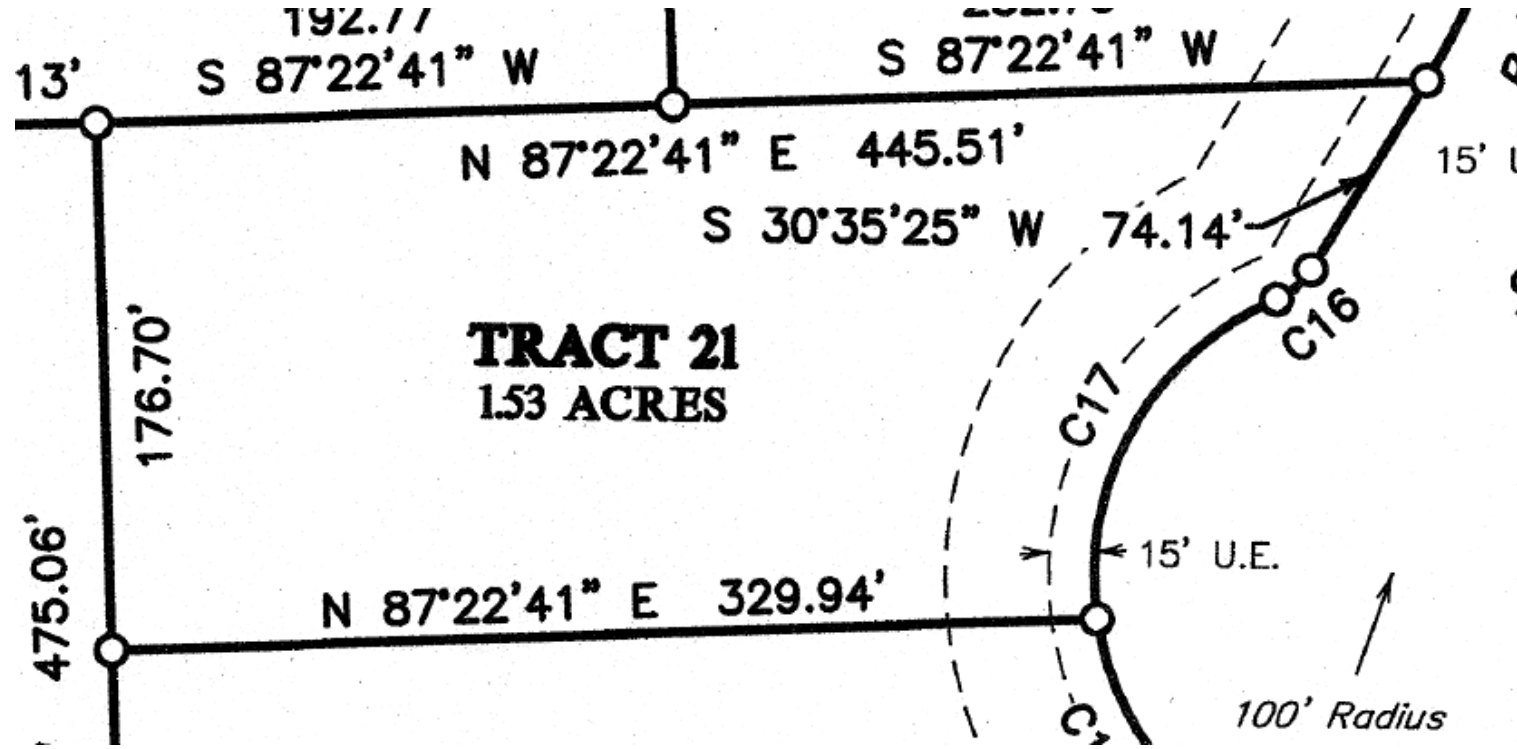 192.77
13'
S 87°22'41" W
S 87°22'41" W
N 87°22'41" E 445.51'
15'
S 30°35'25" W 74.14'
C16
176.70'
TRACT 21
1.53 ACRES
C17
475.06'
15' U.E.
N 87°22'41" E 329.94'
100' Radius